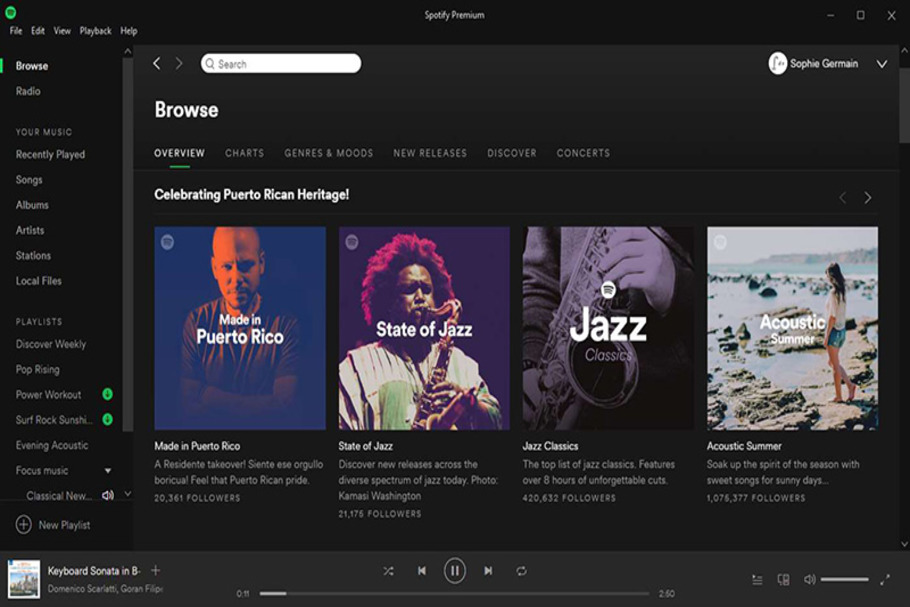 Spotify Premium
File Edit View Playback Help
Browse
Radio
YOUR MUSIC
Recently Played
Songs
Albums
Artists
Stations
Local Files
PLAYLISTS
Discover Weekly
Pop Rising
Power Workout
Surf Rock Sunshi...
Evening Acoustic
Focus music
Classical New...
New Playlist
Search
Sophie Germain
Browse
OVERVIEW CHARTS GENRES & MOODS NEW RELEASES DISCOVER CONCERTS
Celebrating Puerto Rican Heritage!
Made in
Puerto Rico
State of Jazz
Jazz
Classics
Acoustic
Summer
Made in Puerto Rico
A Residente takeover! Siente ese orgullo
boricua! Feel that Puerto Rican pride.
20,361 FOLLOWERS
State of Jazz
Discover new releases across the
diverse spectrum of jazz today. Photo:
Kamasi Washington
21,175 FOLLOWERS
Jazz Classics
The top list of jazz classics. Features
over 8 hours of unforgettable cuts.
420,632 FOLLOWERS
Acoustic Summer
Soak up the spirit of the season with
sweet songs for sunny days...
1,075,377 FOLLOWERS
Keyboard Sonata in B-
Domenico Scarlatti, Goran Filip
0:11
2:50